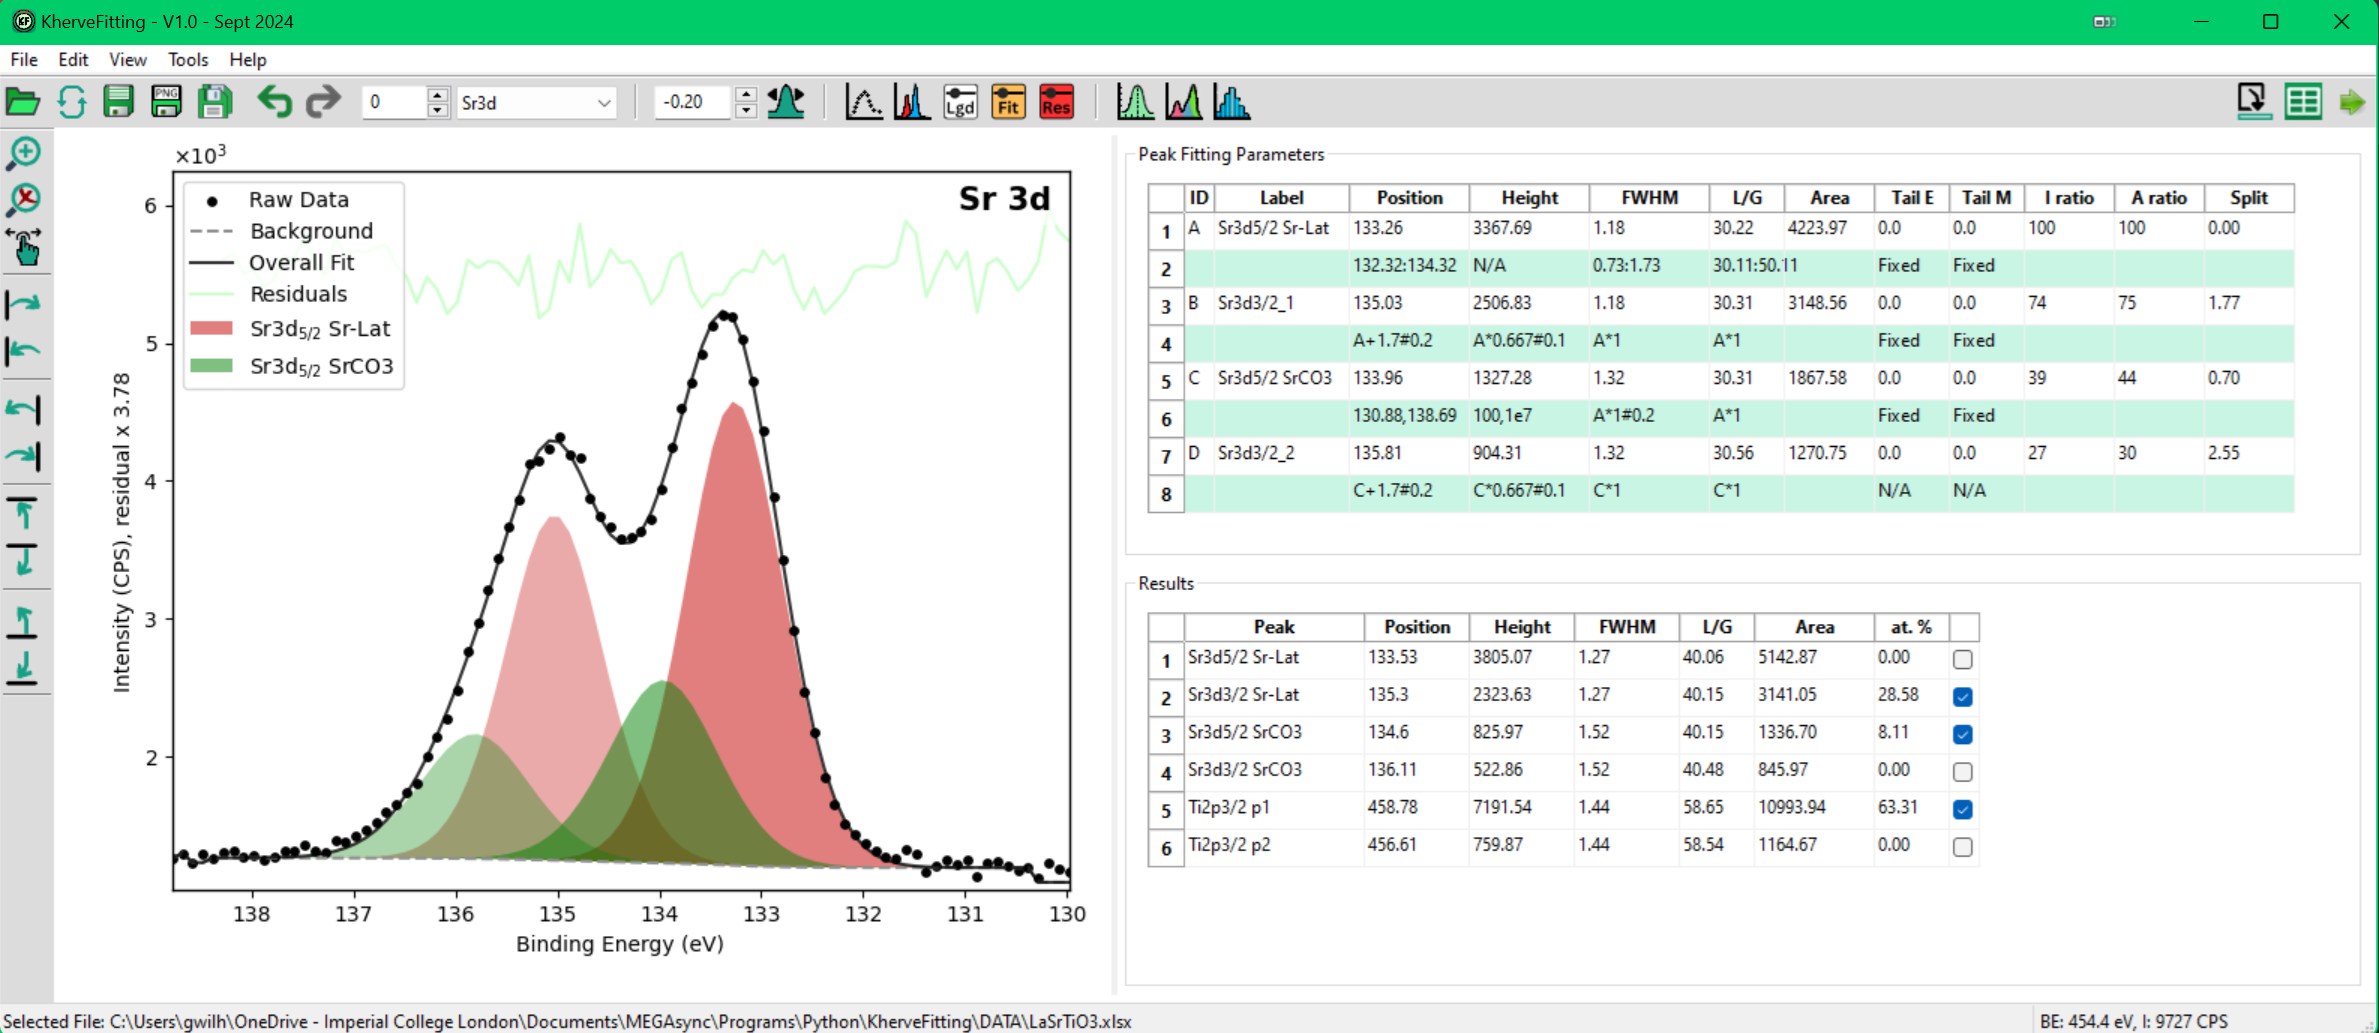 KherveFitting - V1.0 - Sept 2024
File Edit View Tools Help
PNG 0 Sr3d -0.20 Lgd Fit Res
×10³
Sr 3d
Raw Data
Background
Overall Fit
Residuals
Sr3d5/2 Sr-Lat
Sr3d5/2 SrCO3
6
5
4
3
2
Intensity (CPS), residual x 3.78
138 137 136 135 134 133 132 131 130
Binding Energy (eV)
Peak Fitting Parameters
ID Label Position Height FWHM L/G Area Tail E Tail M I ratio A ratio Split
1 A Sr3d5/2 Sr-Lat 133.26 3367.69 1.18 30.22 4223.97 0.0 0.0 100 100 0.00
2 132.32:134.32 N/A 0.73:1.73 30.11:50.11 Fixed Fixed
3 B Sr3d3/2_1 135.03 2506.83 1.18 30.31 3148.56 0.0 0.0 74 75 1.77
4 A+1.7#0.2 A*0.667#0.1 A*1 A*1 Fixed Fixed
5 C Sr3d5/2 SrCO3 133.96 1327.28 1.32 30.31 1867.58 0.0 0.0 39 44 0.70
6 130.88,138.69 100,1e7 A*1#0.2 A*1 Fixed Fixed
7 D Sr3d3/2_2 135.81 904.31 1.32 30.56 1270.75 0.0 0.0 27 30 2.55
8 C+1.7#0.2 C*0.667#0.1 C*1 C*1 N/A N/A
Results
Peak Position Height FWHM L/G Area at. %
1 Sr3d5/2 Sr-Lat 133.53 3805.07 1.27 40.06 5142.87 0.00
2 Sr3d3/2 Sr-Lat 135.3 2323.63 1.27 40.15 3141.05 28.58
3 Sr3d5/2 SrCO3 134.6 825.97 1.52 40.15 1336.70 8.11
4 Sr3d3/2 SrCO3 136.11 522.86 1.52 40.48 845.97 0.00
5 Ti2p3/2 p1 458.78 7191.54 1.44 58.65 10993.94 63.31
6 Ti2p3/2 p2 456.61 759.87 1.44 58.54 1164.67 0.00
Selected File: C:\Users\gwilh\OneDrive - Imperial College London\Documents\MEGAsync\Programs\Python\KherveFitting\DATA\LaSrTiO3.xlsx
BE: 454.4 eV, I: 9727 CPS